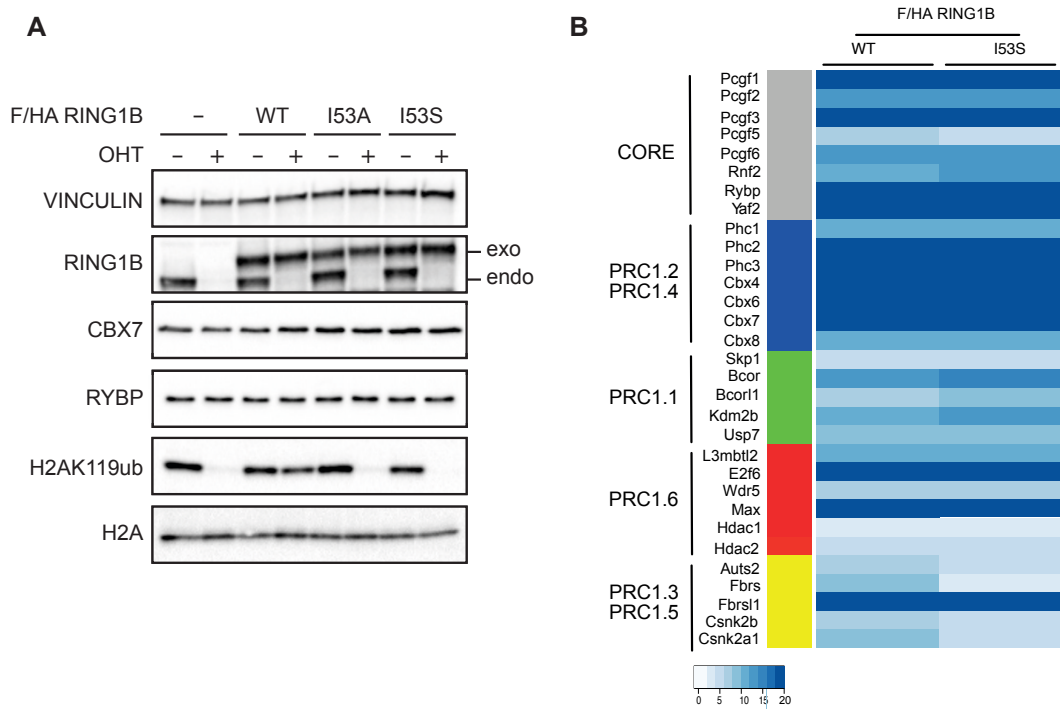 A
F/HA RING1B – WT I53A I53S
OHT – + – + – + – +
VINCULIN
RING1B
exo
endo
CBX7
RYBP
H2AK119ub
H2A
B
F/HA RING1B
WT I53S
CORE
Pcgf1
Pcgf2
Pcgf3
Pcgf5
Pcgf6
Rnf2
Rybp
Yaf2
PRC1.2
PRC1.4
Phc1
Phc2
Phc3
Cbx4
Cbx6
Cbx7
Cbx8
PRC1.1
Skp1
Bcor
Bcorl1
Kdm2b
Usp7
PRC1.6
L3mbtl2
E2f6
Wdr5
Max
Hdac1
Hdac2
PRC1.3
PRC1.5
Auts2
Fbrs
Fbrsl1
Csnk2b
Csnk2a1
0 5 10 15 20